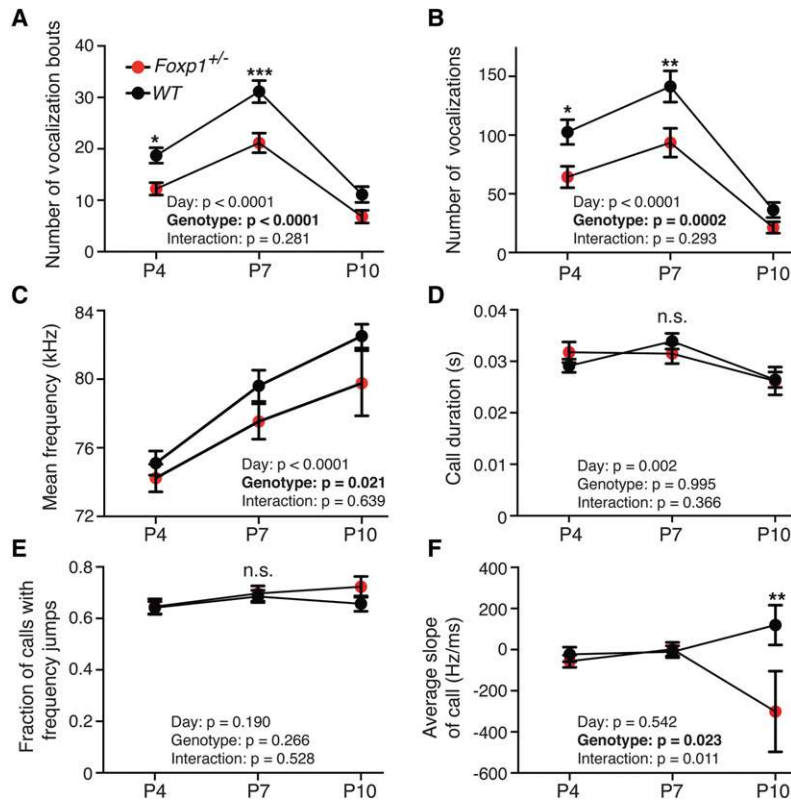 A
Number of vocalization bouts
40
30
20
10
0
Foxp1+/-
WT
*
***
Day: p < 0.0001
Genotype: p < 0.0001
Interaction: p = 0.281
P4 P7 P10
B
Number of vocalizations
150
100
50
0
*
**
Day: p < 0.0001
Genotype: p = 0.0002
Interaction: p = 0.293
P4 P7 P10
C
Mean frequency (kHz)
84
80
76
72
Day: p < 0.0001
Genotype: p = 0.021
Interaction: p = 0.639
P4 P7 P10
D
Call duration (s)
0.04
0.03
0.02
0.01
0.00
n.s.
Day: p = 0.002
Genotype: p = 0.995
Interaction: p = 0.366
P4 P7 P10
E
Fraction of calls with
frequency jumps
0.8
0.6
0.4
0.2
0
n.s.
Day: p = 0.190
Genotype: p = 0.266
Interaction: p = 0.528
P4 P7 P10
F
Average slope
of call (Hz/ms)
400
200
0
-200
-400
-600
**
Day: p = 0.542
Genotype: p = 0.023
Interaction: p = 0.011
P4 P7 P10